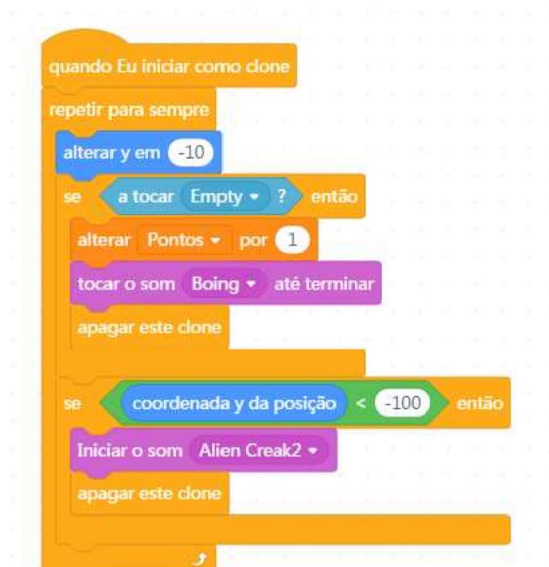 quando Eu iniciar como clone
repetir para sempre
alterar y em -10
se a tocar Empty ? então
alterar Pontos por 1
tocar o som Boing até terminar
apagar este clone
se coordenada y da posição < -100 então
Iniciar o som Alien Creak2
apagar este clone